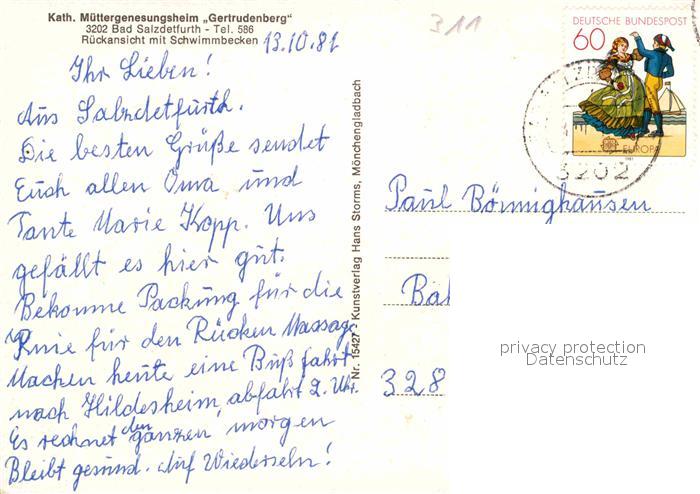 Kath. Müttergenesungsheim „Gertrudenberg"
3202 Bad Salzdetfurth - Tel. 586
Rückansicht mit Schwimmbecken
13.10.81
Ihr Lieben!
Aus Salzdetfurth.
Die besten Grüße sendet
Euch allen Oma und
Tante Marie Kopp. Uns
gefällt es hier gut.
Bekomme Packung für die
Knie für den Rücken Massage
Machen heute eine Bußfahrt
nach Hildesheim, abfahrt 2. Uhr.
Es rechnet den ganzen morgen
Bleibt gesund. Auf Wiedersehn!
Nr. 15427 · Kunstverlag Hans Storms, Mönchengladbach
311
DEUTSCHE BUNDESPOST
60
EUROPA
3202
Paul Bönnighausen
Ba
328
privacy protection
Datenschutz